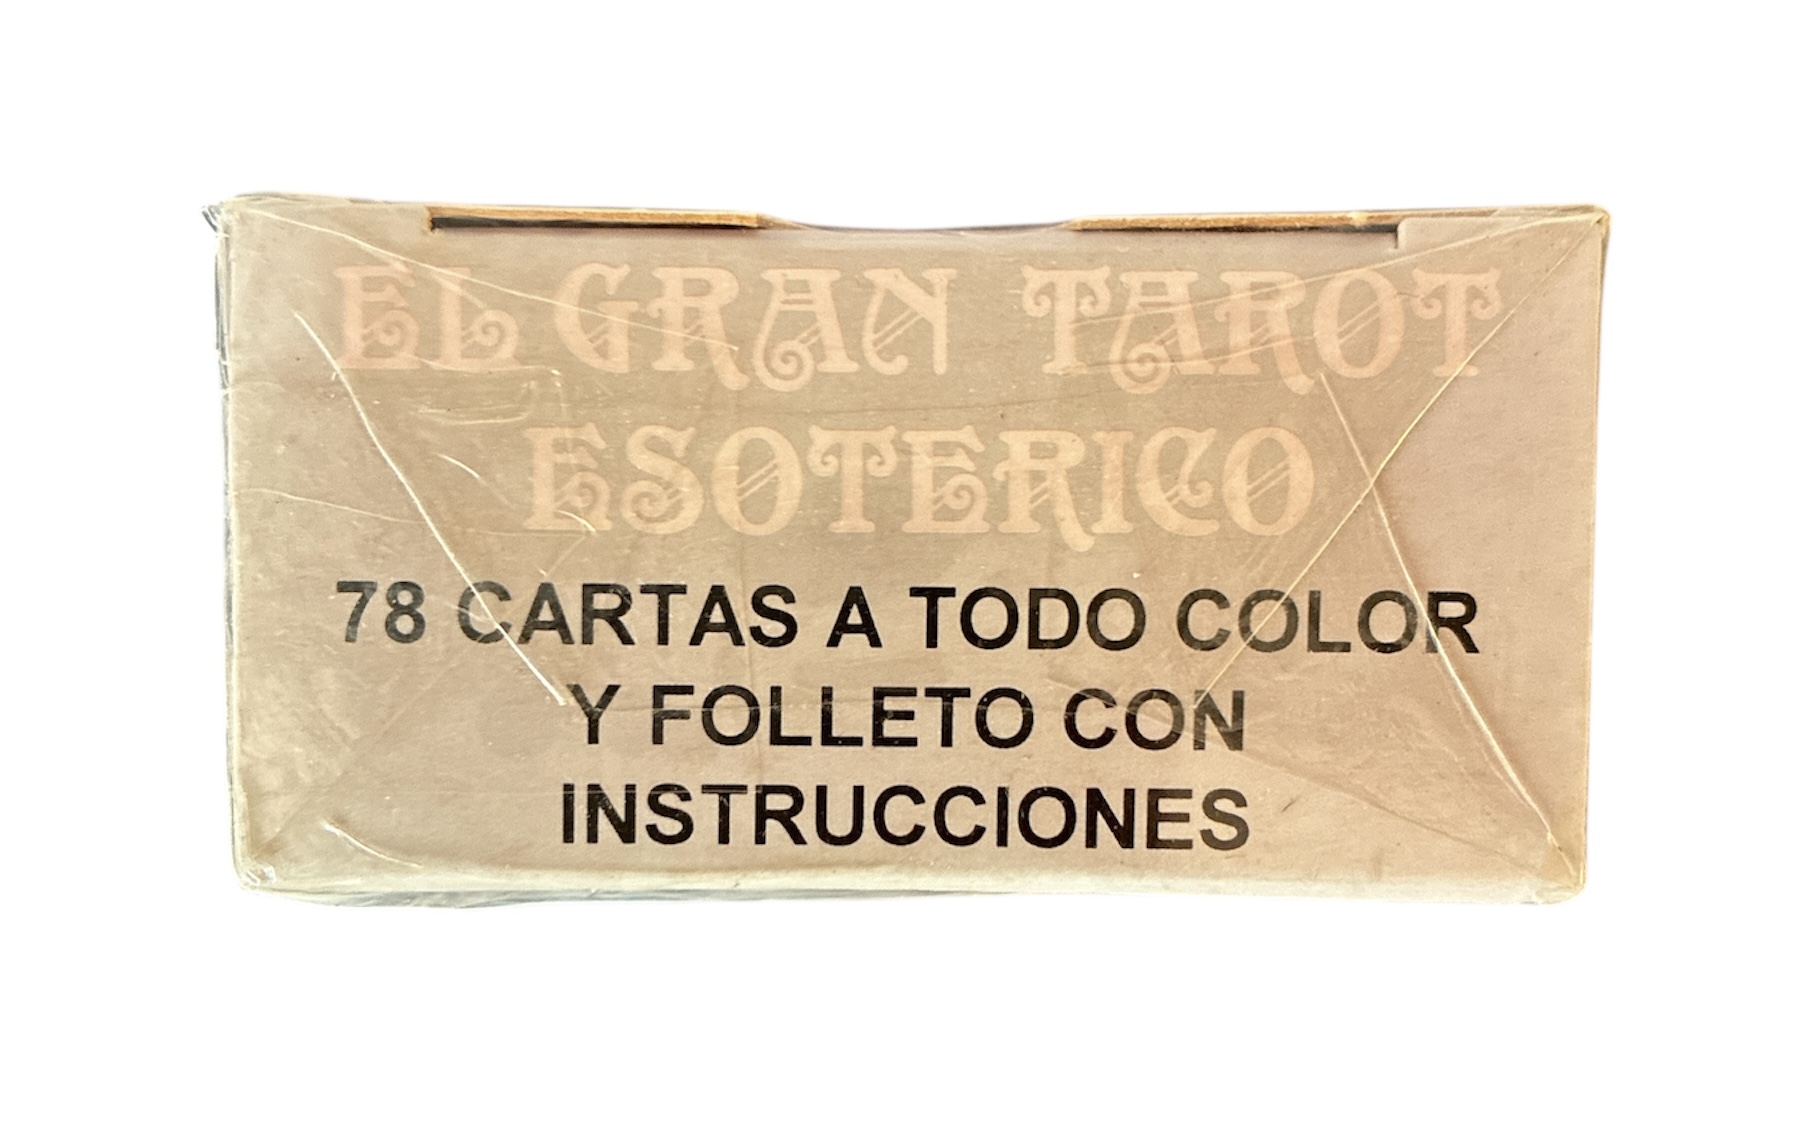 EL GRAN TAROT
ESOTERICO
78 CARTAS A TODO COLOR
Y FOLLETO CON
INSTRUCCIONES